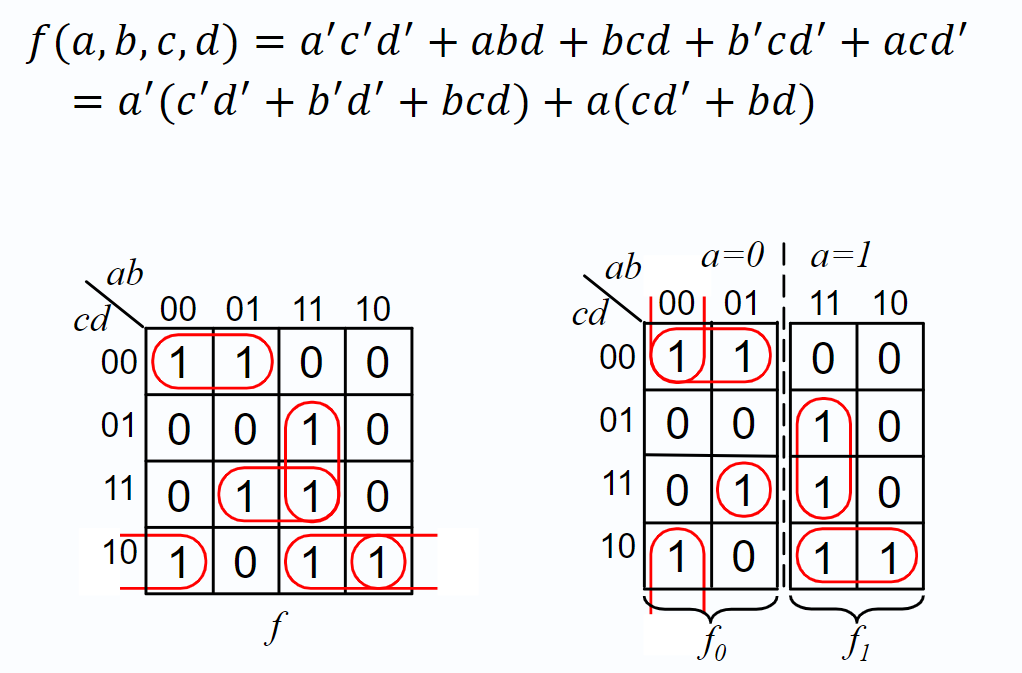 f(a, b, c, d) = a′c′d′ + abd + bcd + b′cd′ + acd′
= a′(c′d′ + b′d′ + bcd) + a(cd′ + bd)
ab
cd
00 01 11 10
00 1 1 0 0
01 0 0 1 0
11 0 1 1 0
10 1 0 1 1
f
a=0 a=1
ab
cd
00 01 11 10
00 1 1 0 0
01 0 0 1 0
11 0 1 1 0
10 1 0 1 1
f₀ f₁